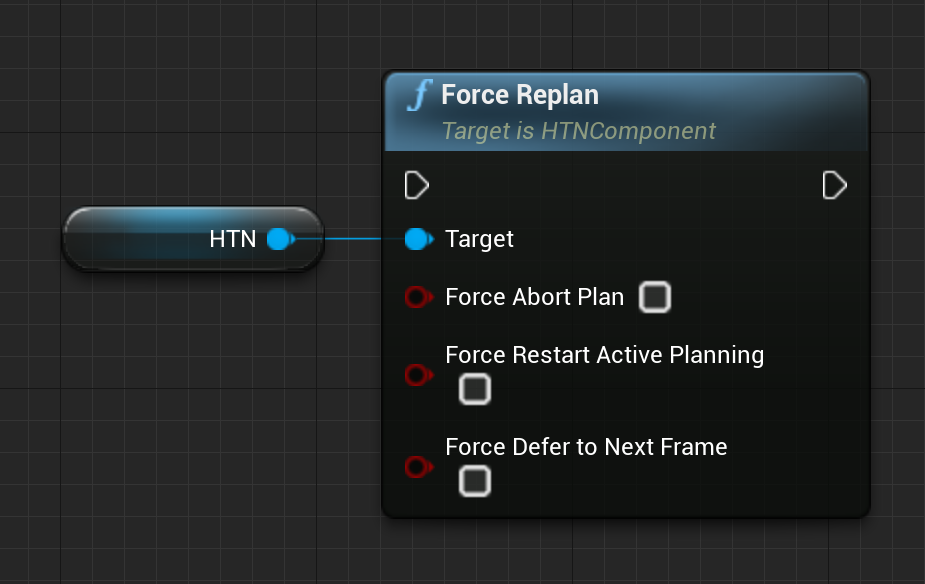 Force Replan
Target is HTNComponent
HTN
Target
Force Abort Plan
Force Restart Active Planning
Force Defer to Next Frame